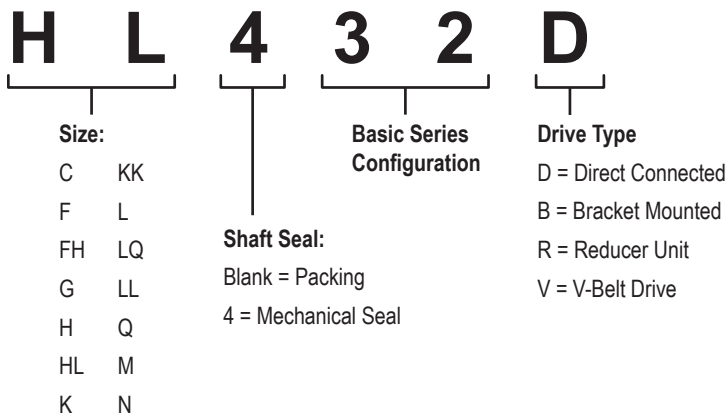 H L 4 3 2 D
Size:
C KK
F L
FH LQ
G LL
H Q
HL M
K N
Shaft Seal:
Blank = Packing
4 = Mechanical Seal
Basic Series
Configuration
Drive Type
D = Direct Connected
B = Bracket Mounted
R = Reducer Unit
V = V-Belt Drive